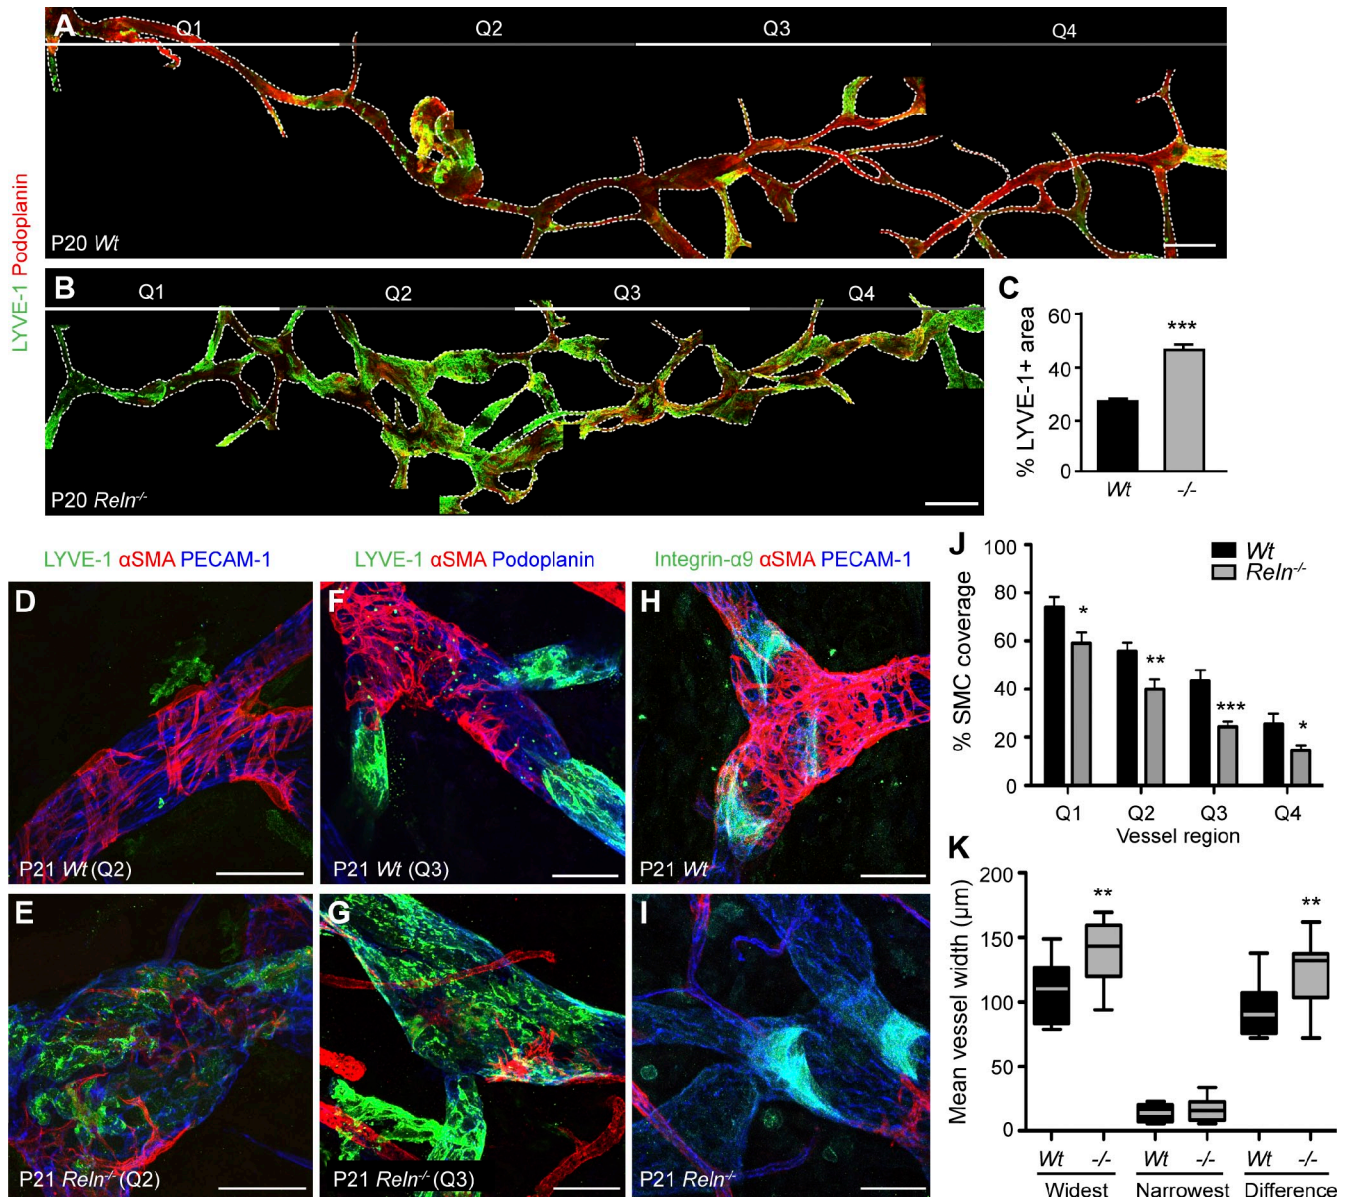 LYVE-1 Podoplanin
A
Q1 Q2 Q3 Q4
P20 Wt
B
Q1 Q2 Q3 Q4
P20 Reln-/-
C
% LYVE-1+ area
60
40
20
0
***
Wt -/-
LYVE-1 αSMA PECAM-1
D
P21 Wt (Q2)
E
P21 Reln-/- (Q2)
LYVE-1 αSMA Podoplanin
F
P21 Wt (Q3)
G
P21 Reln-/- (Q3)
Integrin-α9 αSMA PECAM-1
H
P21 Wt
I
P21 Reln-/-
J
% SMC coverage
100
80
60
40
20
0
Wt
Reln-/-
* ** *** *
Q1 Q2 Q3 Q4
Vessel region
K
Mean vessel width (µm)
200
150
100
50
0
** **
Wt -/- Wt -/- Wt -/-
Widest Narrowest Difference